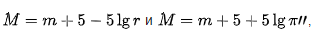 M = m + 5 − 5 lg r и M = m + 5 + 5 lg π′′,